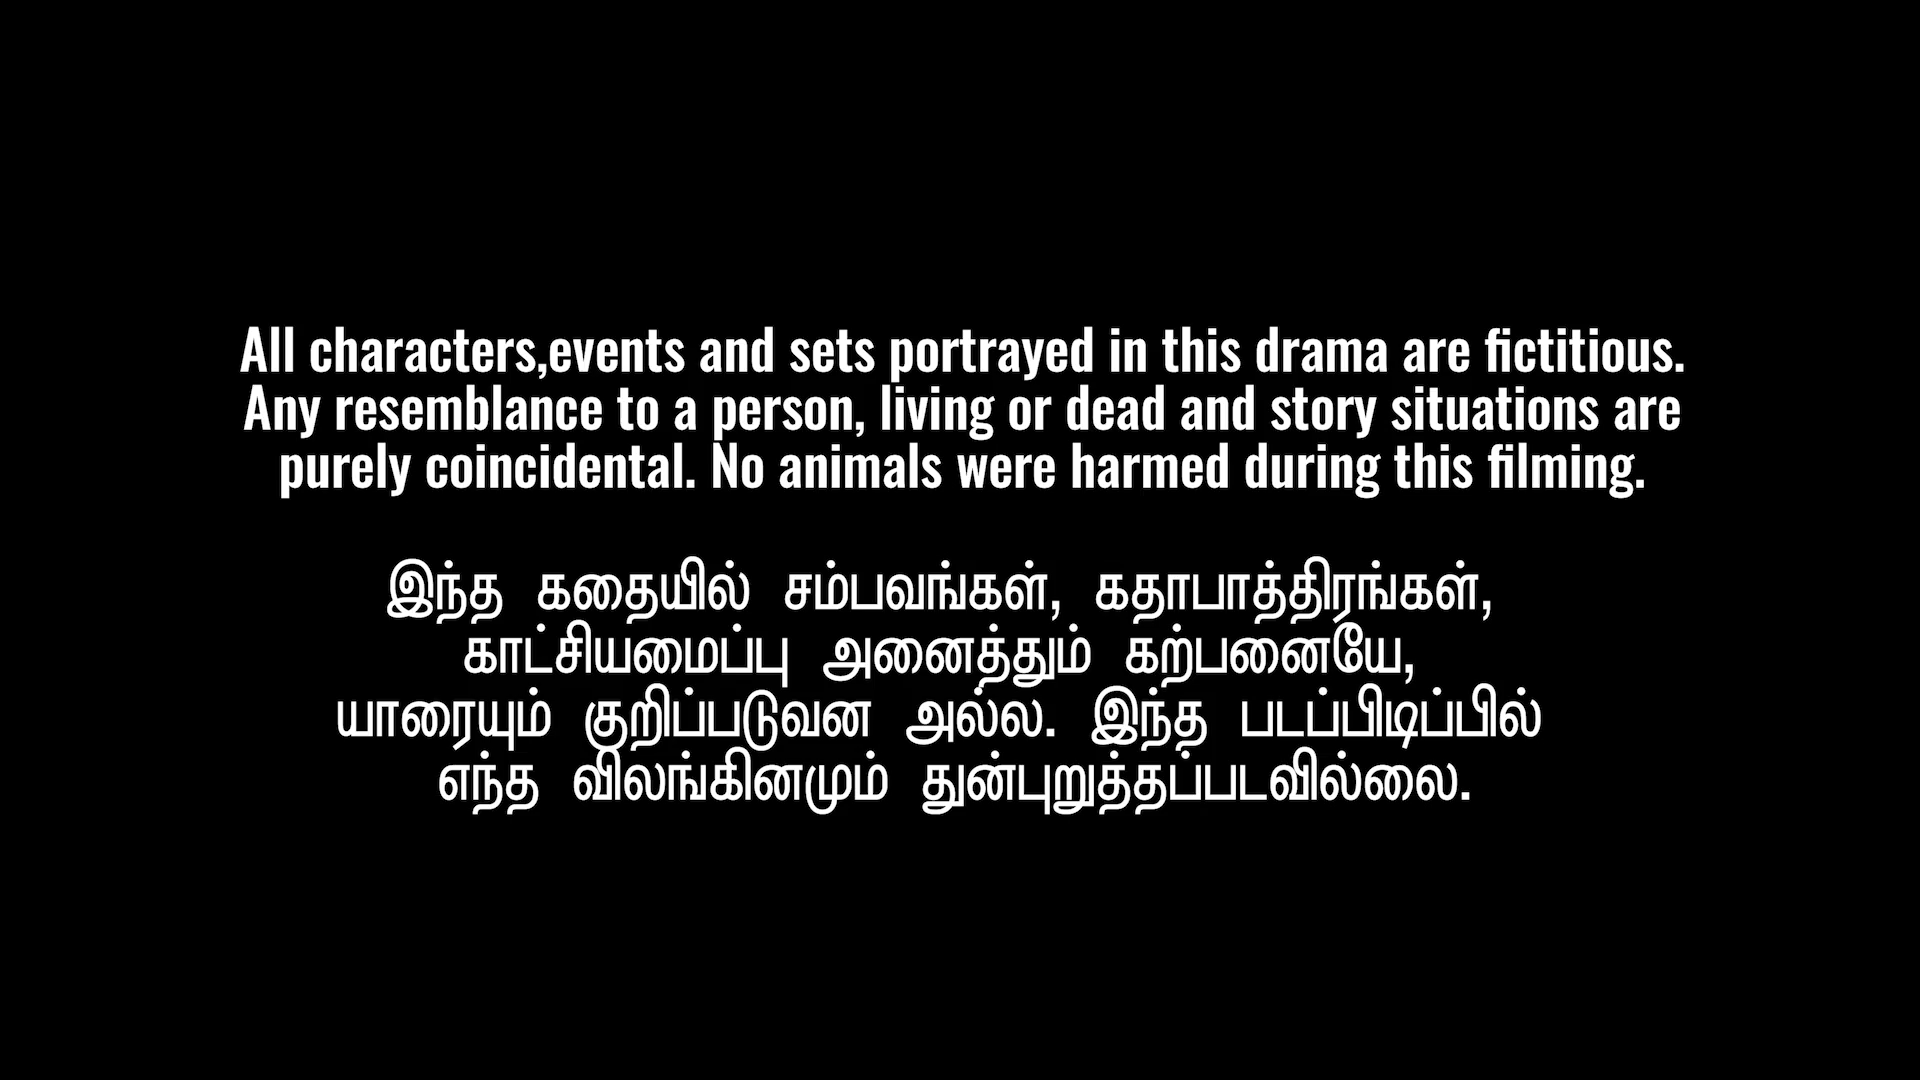 All characters,events and sets portrayed in this drama are fictitious.
Any resemblance to a person, living or dead and story situations are
purely coincidental. No animals were harmed during this filming.
இந்த கதையில் சம்பவங்கள், கதாபாத்திரங்கள்,
காட்சியமைப்பு அனைத்தும் கற்பனையே,
யாரையும் குறிப்படுவன அல்ல. இந்த படப்பிடிப்பில்
எந்த விலங்கினமும் துன்புறுத்தப்படவில்லை.